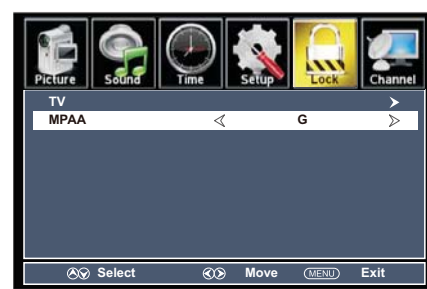 Picture Sound Time Setup Lock Channel
TV
MPAA G
Select Move MENU Exit